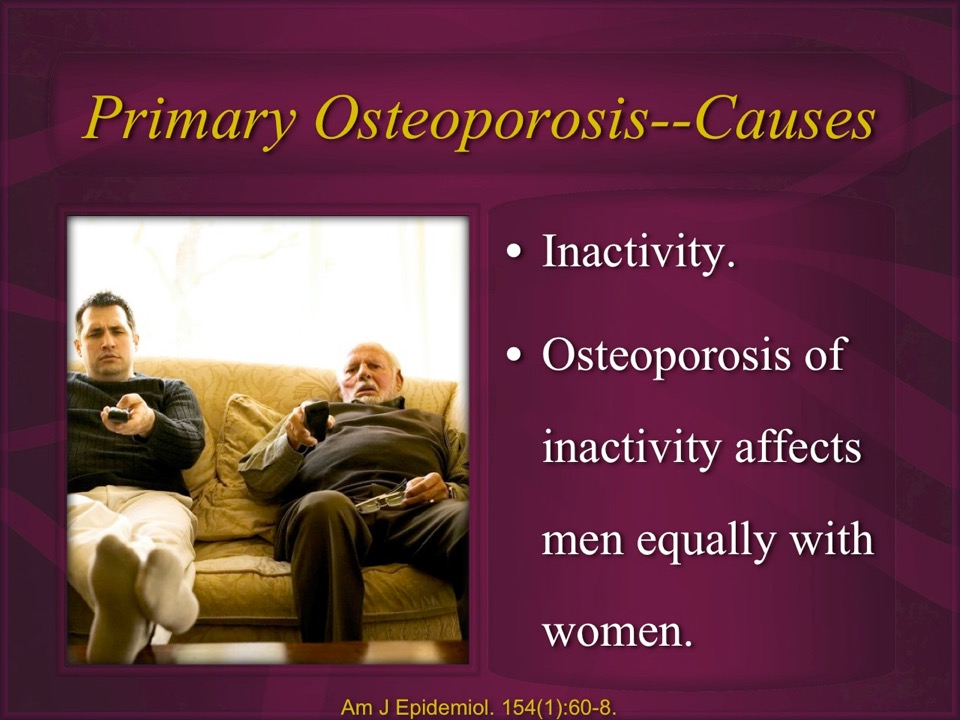 Primary Osteoporosis--Causes
• Inactivity.
• Osteoporosis of
inactivity affects
men equally with
women.
Am J Epidemiol. 154(1):60-8.